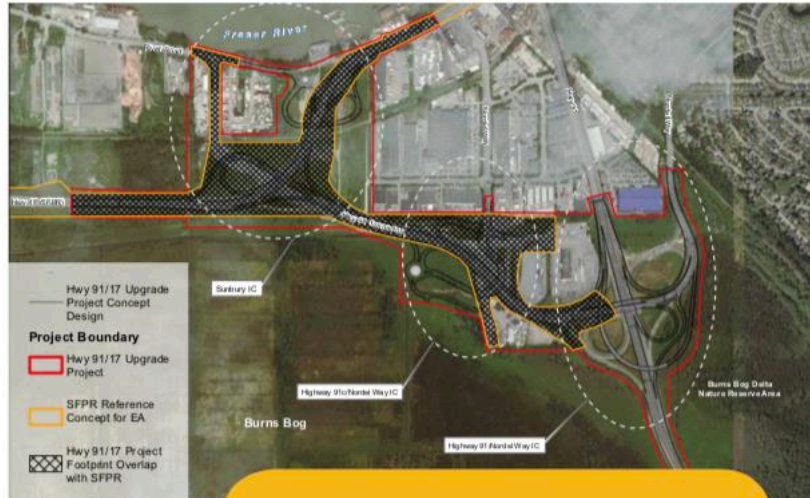 Fraser River
Sunbury IC
Hwy 91/17 Upgrade
Project Concept
Design
Project Boundary
Hwy 91/17 Upgrade
Project
SFPR Reference
Concept for EA
Hwy 91/17 Project
Footprint Overlap
with SFPR
Highway 91c/Nordel Way IC
Burns Bog
Highway 91/Nordel Way IC
Burns Bog Delta
Nature Reserve Area